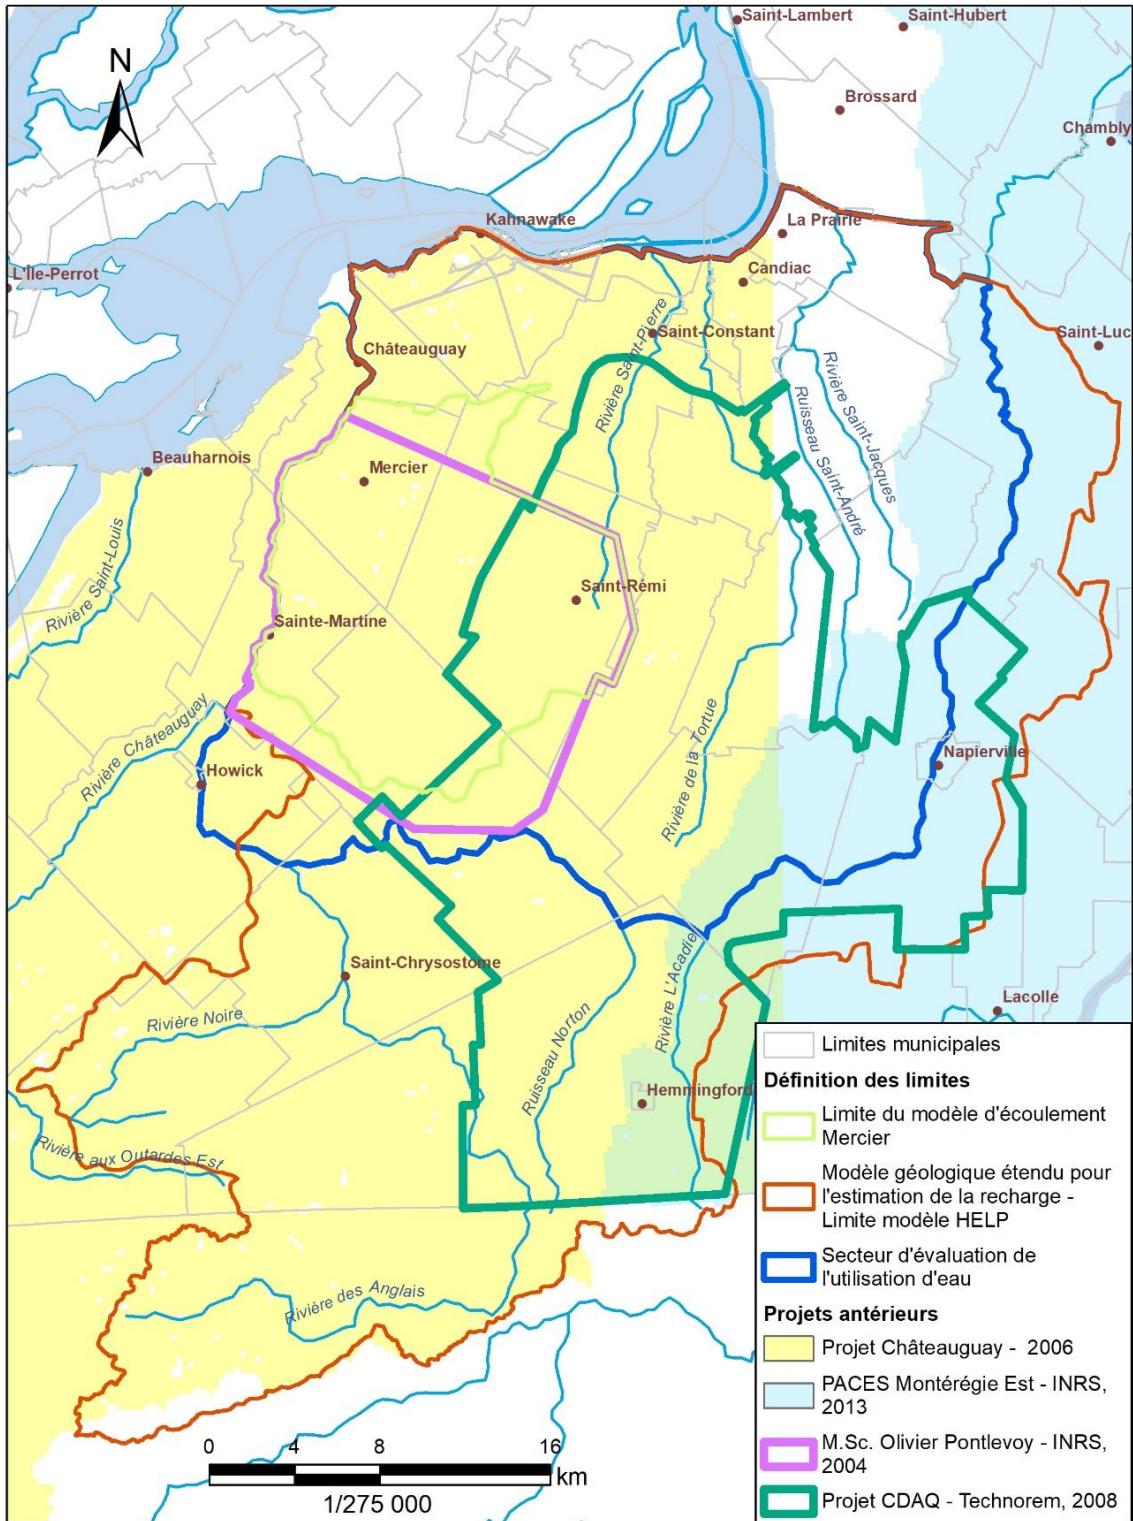 Saint-Lambert
Saint-Hubert
N
Brossard
Chambly
Kahnawake
La Prairie
L'Île-Perrot
Candiac
Saint-Constant
Saint-Luc
Châteauguay
Rivière Saint-Pierre
Rivière Saint-Jacques
Ruisseau Saint-André
Beauharnois
Mercier
Rivière Saint-Louis
Saint-Rémi
Sainte-Martine
Rivière Châteauguay
Rivière de la Tortue
Napierville
Howick
Saint-Chrysostome
Rivière L'Acadie
Lacolle
Rivière Noire
Ruisseau Norton
Hemmingford
Rivière aux Outardes Est
Rivière des Anglais
Limites municipales
Définition des limites
Limite du modèle d'écoulement
Mercier
Modèle géologique étendu pour
l'estimation de la recharge -
Limite modèle HELP
Secteur d'évaluation de
l'utilisation d'eau
Projets antérieurs
Projet Châteauguay - 2006
PACES Montérégie Est - INRS,
2013
M.Sc. Olivier Pontlevoy - INRS,
2004
Projet CDAQ - Technorem, 2008
0 4 8 16
km
1/275 000